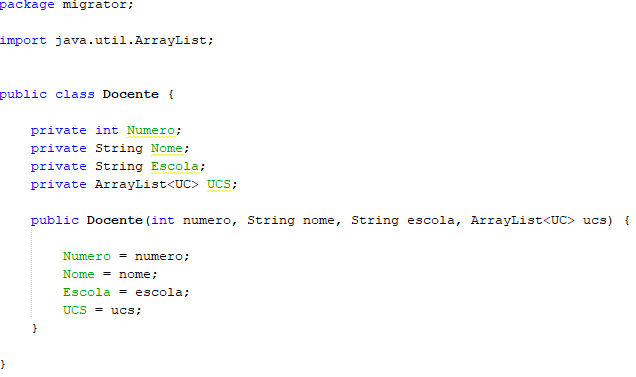 package migrator;
import java.util.ArrayList;
public class Docente {
private int Numero;
private String Nome;
private String Escola;
private ArrayList<UC> UCS;
public Docente(int numero, String nome, String escola, ArrayList<UC> ucs) {
Numero = numero;
Nome = nome;
Escola = escola;
UCS = ucs;
}
}